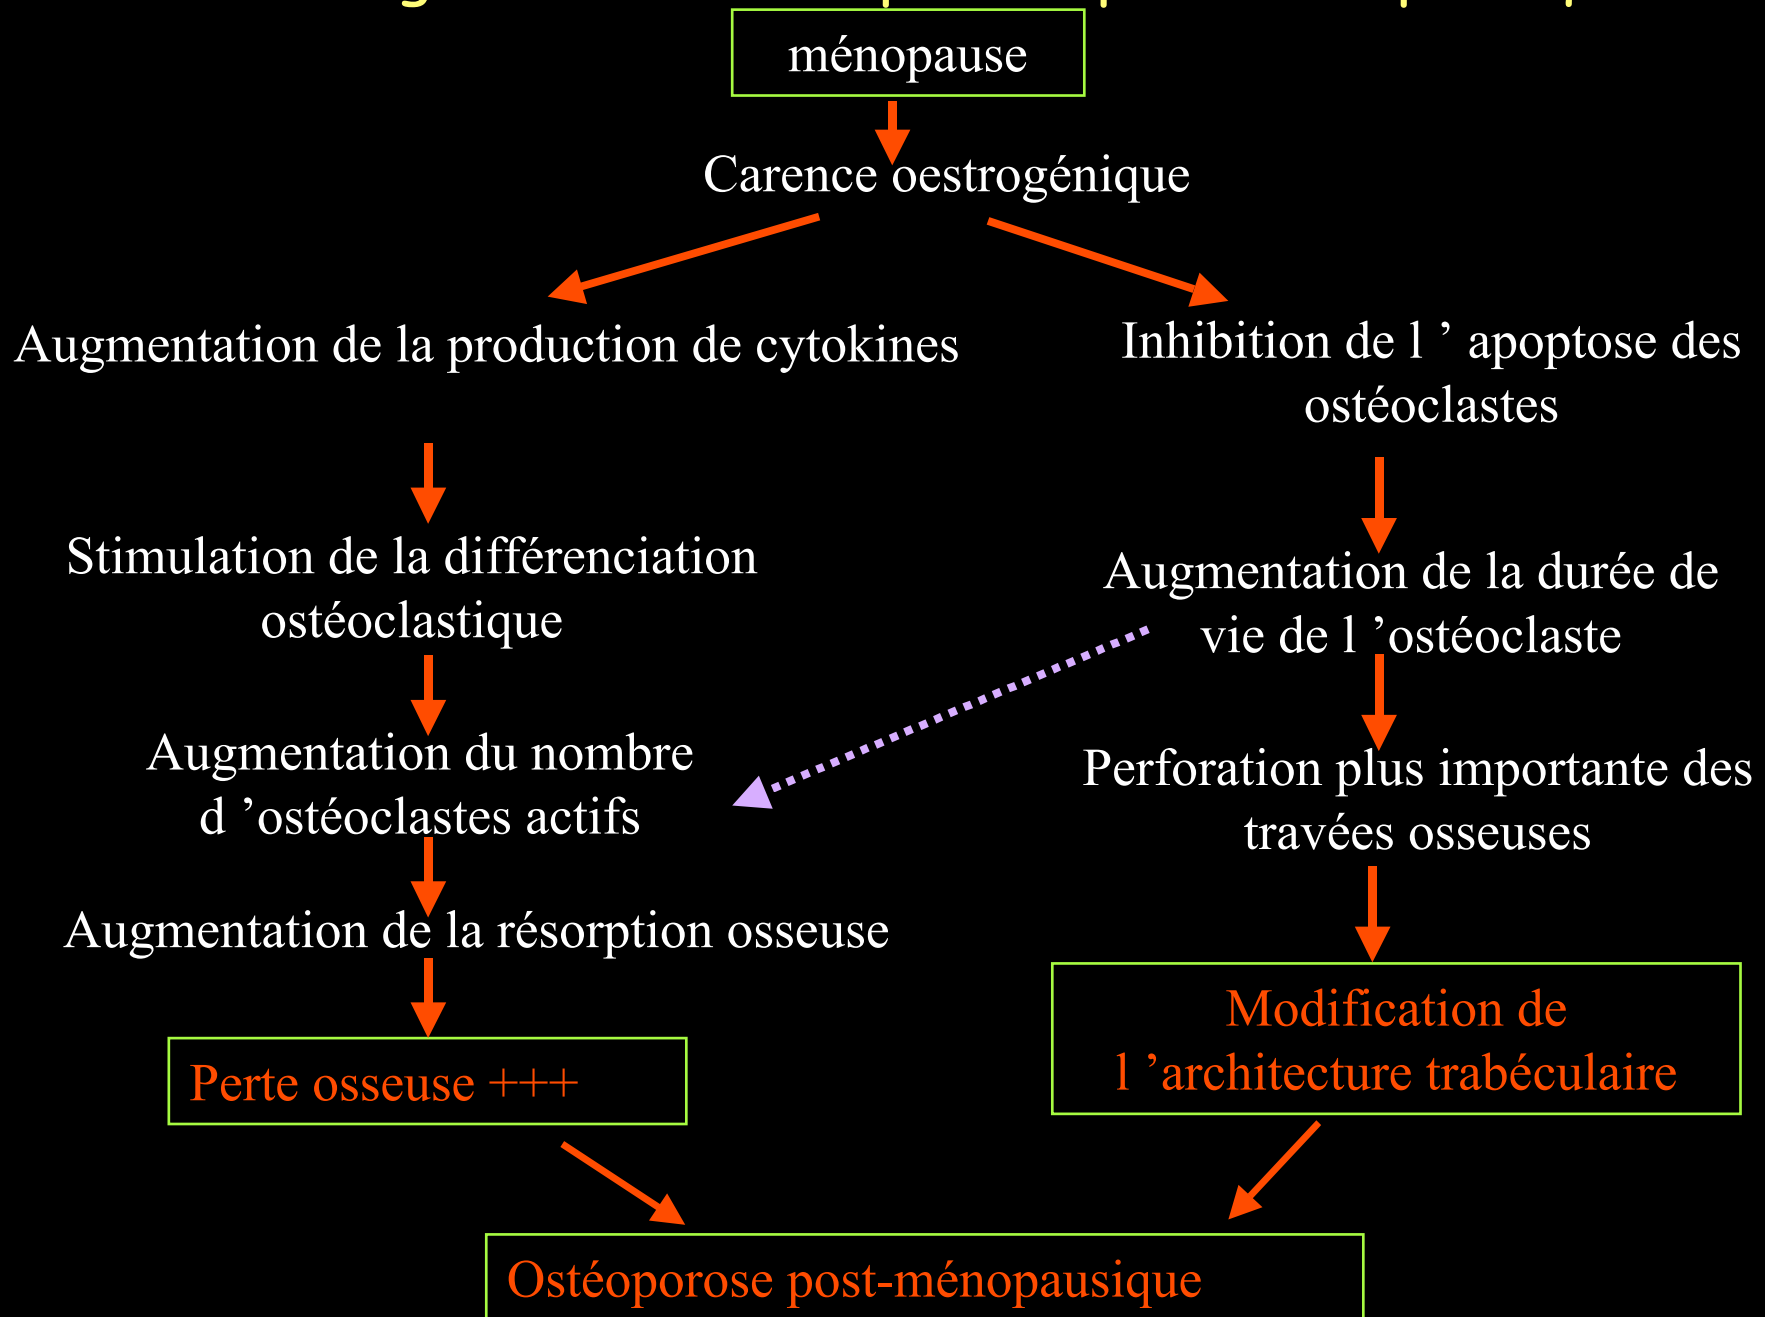 ménopause
Carence oestrogénique
Augmentation de la production de cytokines
Inhibition de l ’ apoptose des
ostéoclastes
Stimulation de la différenciation
ostéoclastique
Augmentation de la durée de
vie de l ’ostéoclaste
Augmentation du nombre
d ’ostéoclastes actifs
Perforation plus importante des
travées osseuses
Augmentation de la résorption osseuse
Modification de
l ’architecture trabéculaire
Perte osseuse +++
Ostéoporose post-ménopausique